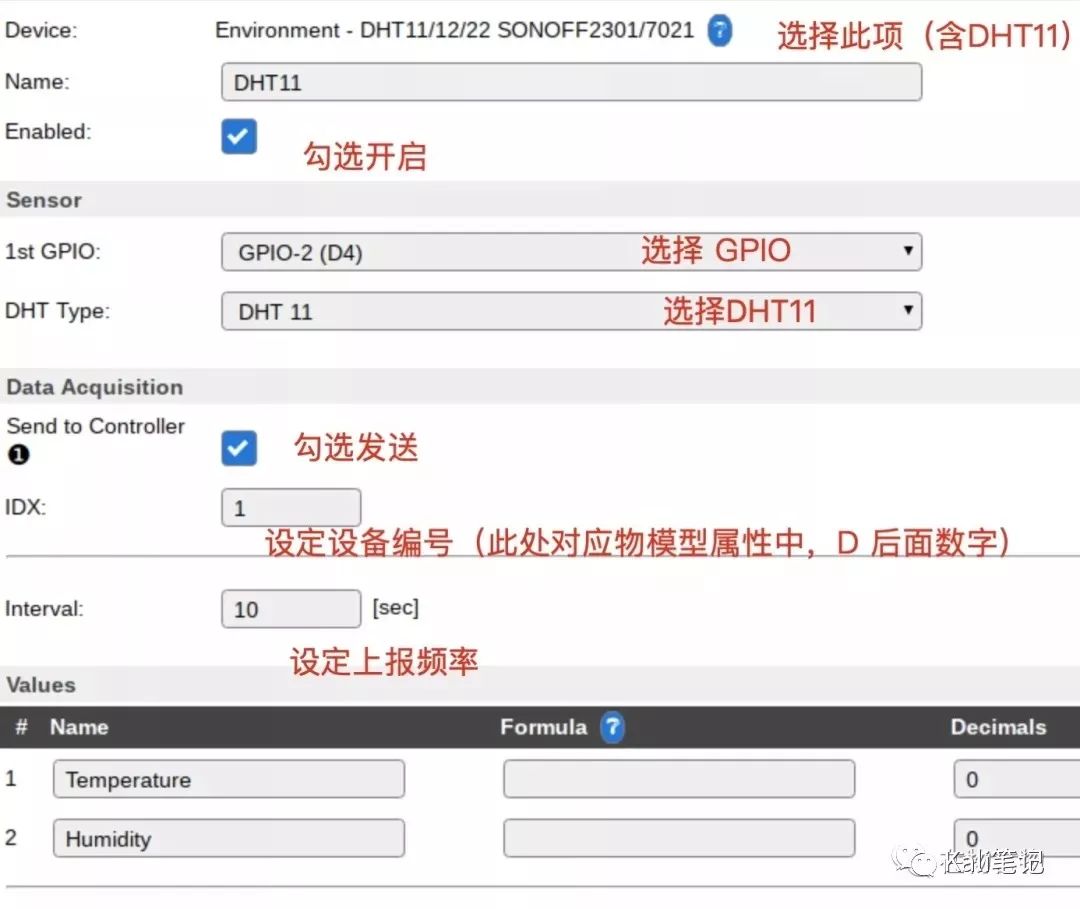 Device: Environment - DHT11/12/22 SONOFF2301/7021 ? 选择此项（含DHT11)
Name: DHT11
Enabled:
勾选开启
Sensor
1st GPIO: GPIO-2 (D4) 选择 GPIO
DHT Type: DHT 11 选择DHT11
Data Acquisition
Send to Controller
❶ 勾选发送
IDX: 1
设定设备编号（此处对应物模型属性中，D 后面数字）
Interval: 10 [sec]
设定上报频率
Values
# Name Formula ? Decimals
1 Temperature 0
2 Humidity 0